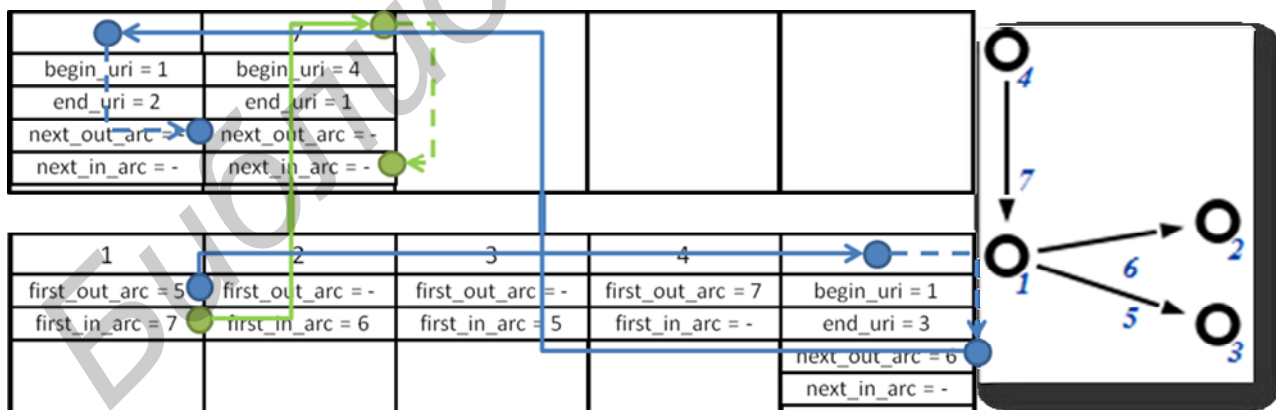 7
begin_uri = 1 begin_uri = 4
end_uri = 2 end_uri = 1
next_out_arc = - next_out_arc = -
next_in_arc = - next_in_arc = -
1 2 3 4
first_out_arc = 5 first_out_arc = - first_out_arc = - first_out_arc = 7 begin_uri = 1
first_in_arc = 7 first_in_arc = 6 first_in_arc = 5 first_in_arc = - end_uri = 3
next_out_arc = 6
next_in_arc = -
4
7
1
6
2
5
3
Библио